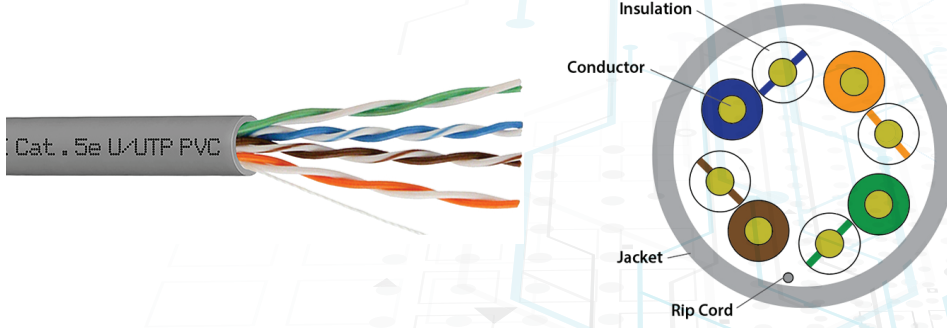 Cat.5e U/UTP PVC
Insulation
Conductor
Jacket
Rip Cord